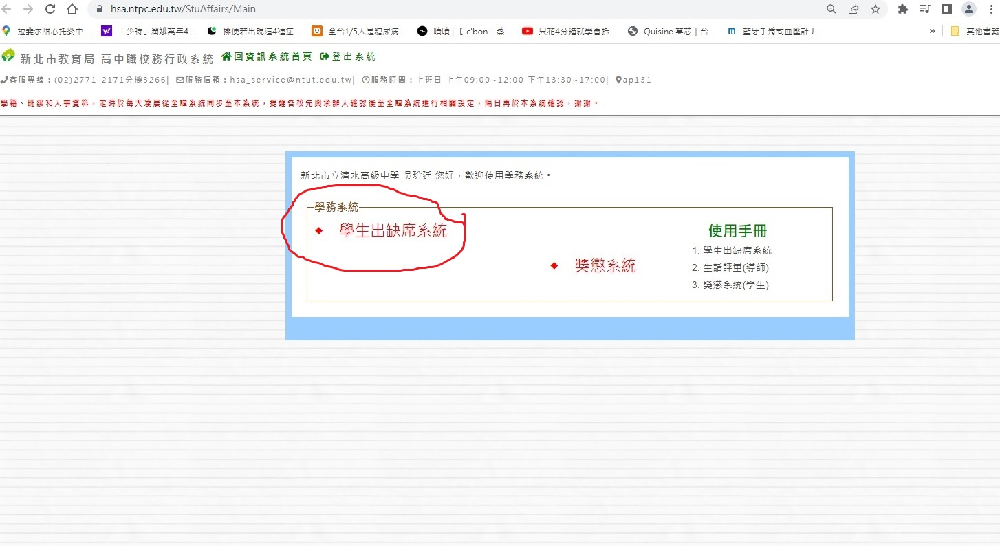 hsa.ntpc.edu.tw/StuAffairs/Main
拉斐尔甜心托嬰中... 「少時」潤娥萬年4... 排便若出現這4種症... 全台1/5人是糖尿病... 嘖嘖 | 【 c'bon︱蒸... 只花4分鐘就學會拆... Quisine 莫芯｜台... 藍牙手臂式血壓計 J... » 其他書籤
新北市教育局 高中職校務行政系統 回資訊系統首頁 登出系統
客服專線：(02)2771-2171分機3266| 服務信箱：hsa_service@ntut.edu.tw| 服務時間：上班日 上午09:00~12:00 下午13:30~17:00| ap131
學籍、班級和人事資料，定時於每天凌晨從全誼系統同步至本系統，提醒各校先與承辦人確認後至全誼系統進行相關設定，隔日再於本系統確認，謝謝。
新北市立清水高級中學 吳玠廷 您好，歡迎使用學務系統。
學務系統
學生出缺席系統
獎懲系統
使用手冊
1. 學生出缺席系統
2. 生活評量(導師)
3. 獎懲系統(學生)